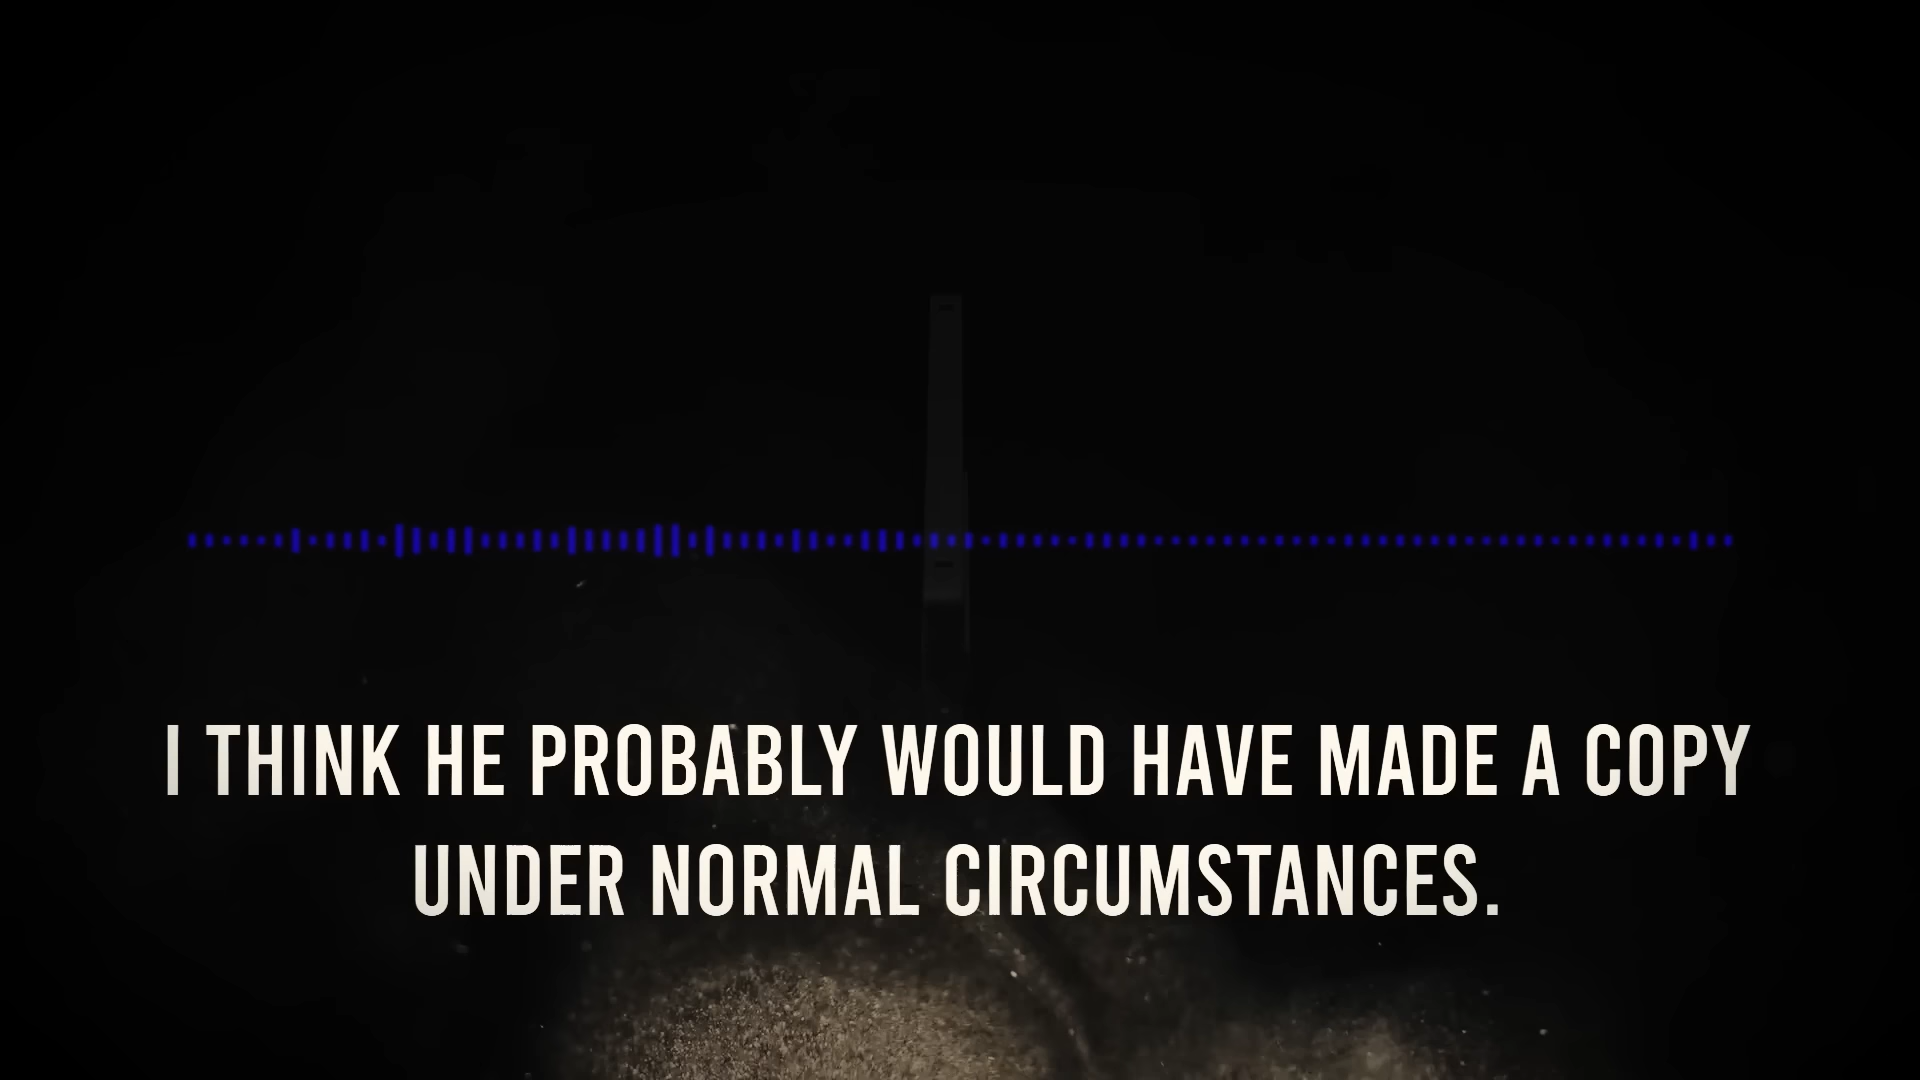 I THINK HE PROBABLY WOULD HAVE MADE A COPY
UNDER NORMAL CIRCUMSTANCES.